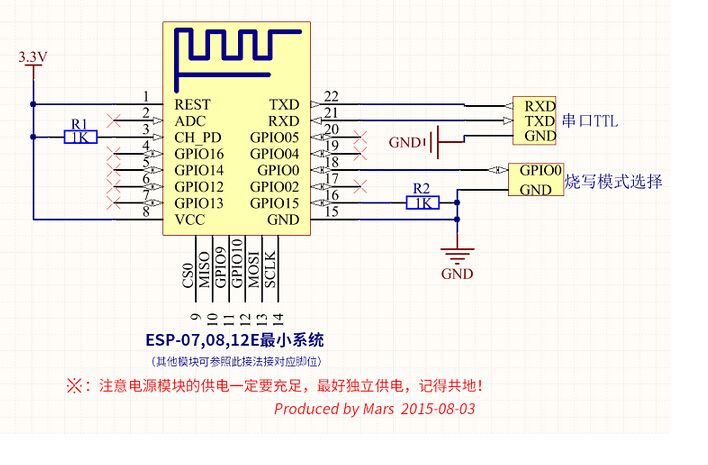 3.3V
R1
1K
1 REST
2 ADC
3 CH_PD
4 GPIO16
5 GPIO14
6 GPIO12
7 GPIO13
8 VCC
TXD 22
RXD 21
GPIO05 20
GPIO04 19
GPIO0 18
GPIO02 17
GPIO15 16
GND 15
CS0 9
MISO 10
GPIO9 11
GPIO10 12
MOSI 13
SCLK 14
GND
RXD
TXD
GND
串口TTL
GPIO0
GND
烧写模式选择
R2
1K
GND
ESP-07,08,12E最小系统
（其他模块可参照此接法接对应脚位）
※：注意电源模块的供电一定要充足，最好独立供电，记得共地！
Produced by Mars 2015-08-03